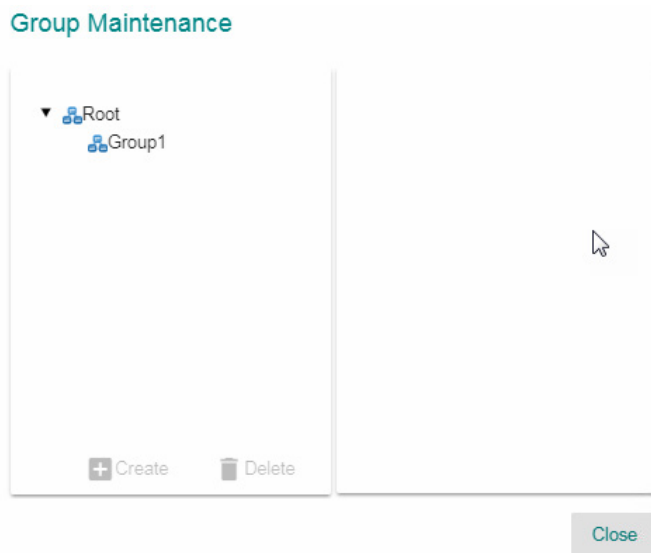 Group Maintenance
Root
Group1
Create Delete
Close